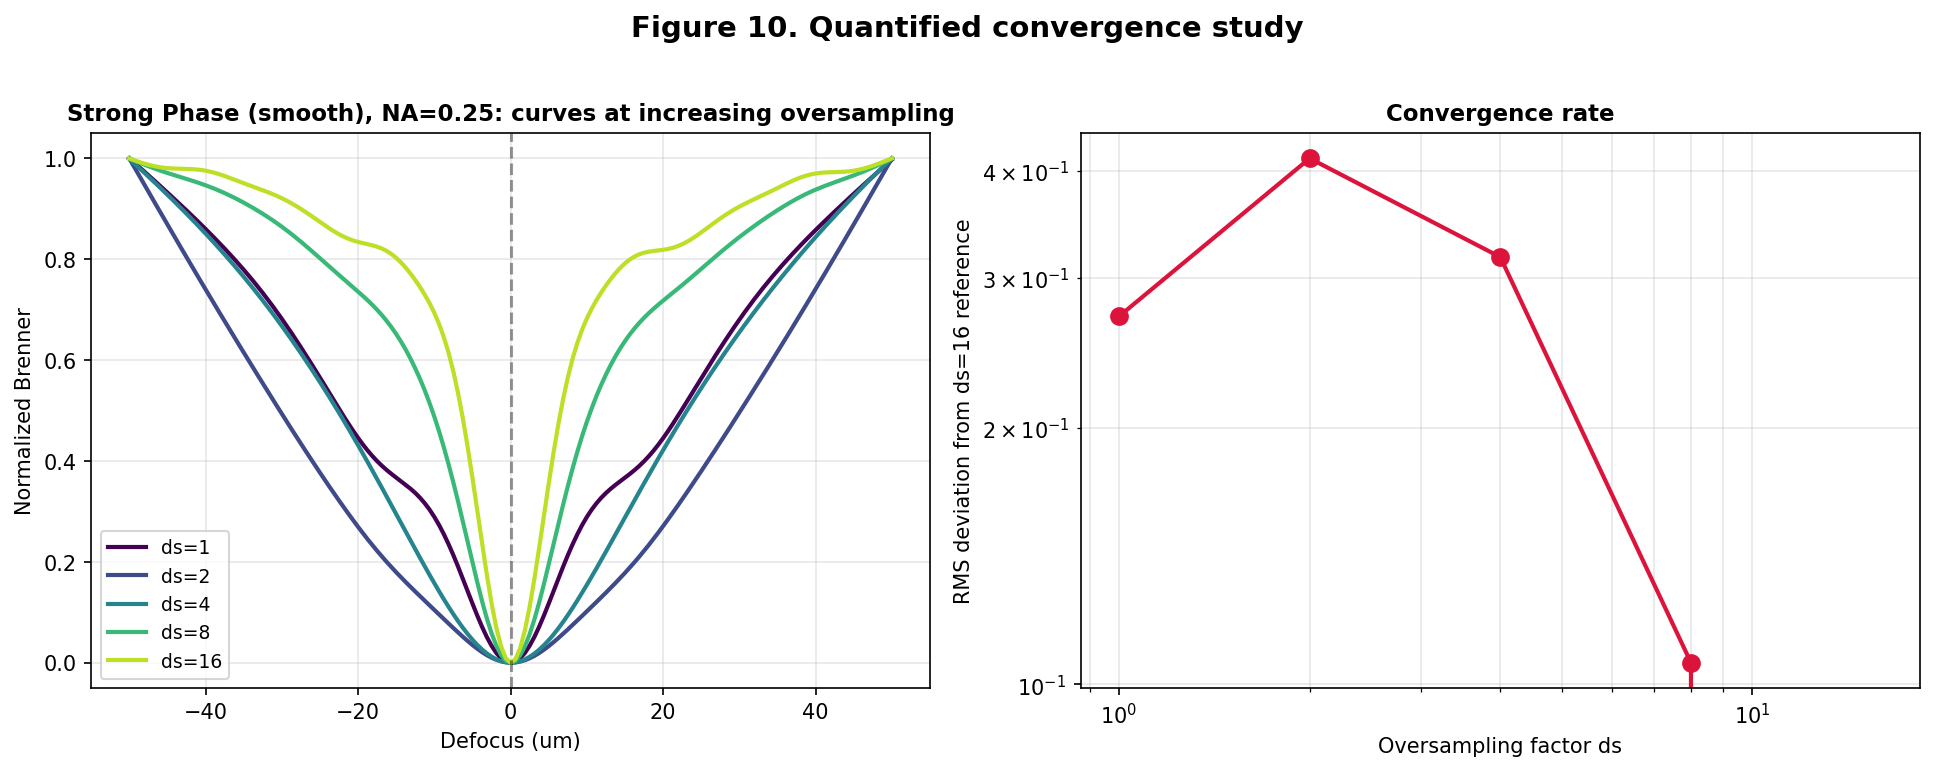 Figure 10. Quantified convergence study
Strong Phase (smooth), NA=0.25: curves at increasing oversampling
Normalized Brenner
1.0
0.8
0.6
0.4
0.2
0.0
ds=1
ds=2
ds=4
ds=8
ds=16
−40
−20
0
20
40
Defocus (um)
Convergence rate
RMS deviation from ds=16 reference
4 × 10⁻¹
3 × 10⁻¹
2 × 10⁻¹
10⁻¹
10⁰
10¹
Oversampling factor ds